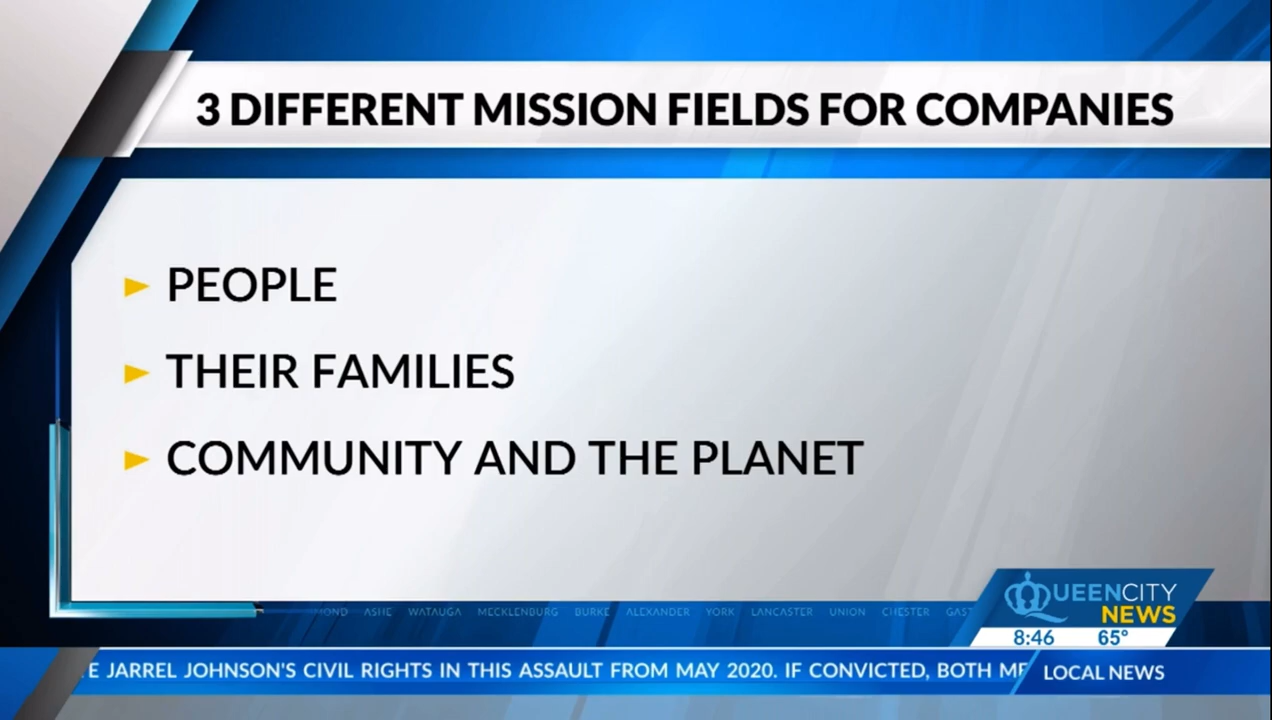 3 DIFFERENT MISSION FIELDS FOR COMPANIES
PEOPLE
THEIR FAMILIES
COMMUNITY AND THE PLANET
ASHE WATAUGA MECKLENBURG BURKE ALEXANDER YORK LANCASTER UNION CHESTER
QUEEN CITY
NEWS
8:46 65°
JARREL JOHNSON'S CIVIL RIGHTS IN THIS ASSAULT FROM MAY 2020. IF CONVICTED, BOTH
LOCAL NEWS